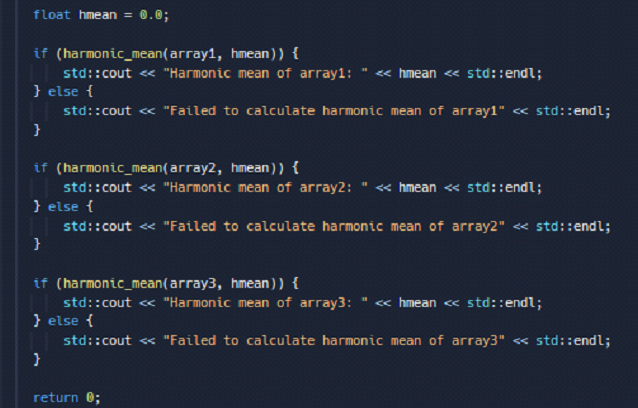 float hmean = 0.0;
if (harmonic_mean(array1, hmean)) {
std::cout << "Harmonic mean of array1: " << hmean << std::endl;
} else {
std::cout << "Failed to calculate harmonic mean of array1" << std::endl;
}
if (harmonic_mean(array2, hmean)) {
std::cout << "Harmonic mean of array2: " << hmean << std::endl;
} else {
std::cout << "Failed to calculate harmonic mean of array2" << std::endl;
}
if (harmonic_mean(array3, hmean)) {
std::cout << "Harmonic mean of array3: " << hmean << std::endl;
} else {
std::cout << "Failed to calculate harmonic mean of array3" << std::endl;
}
return 0;